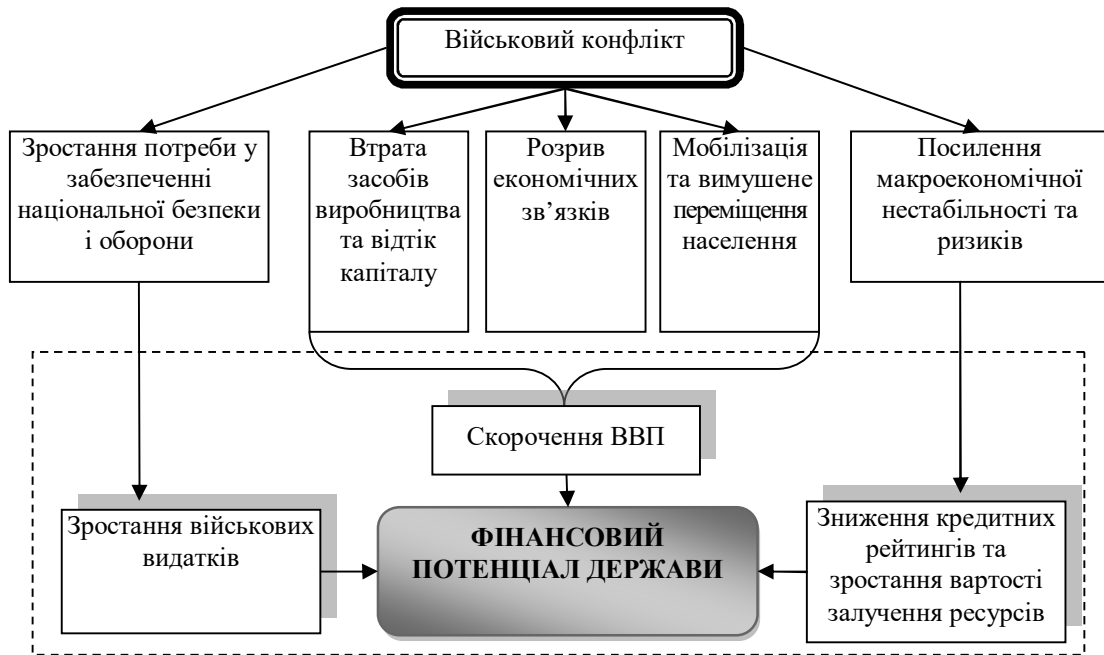 Військовий конфлікт
Зростання потреби у
забезпеченні
національної безпеки
і оборони
Втрата
засобів
виробництва
та відтік
капіталу
Розрив
економічних
зв’язків
Мобілізація
та вимушене
переміщення
населення
Посилення
макроекономічної
нестабільності та
ризиків
Скорочення ВВП
Зростання військових
видатків
ФІНАНСОВИЙ
ПОТЕНЦІАЛ ДЕРЖАВИ
Зниження кредитних
рейтингів та
зростання вартості
залучення ресурсів